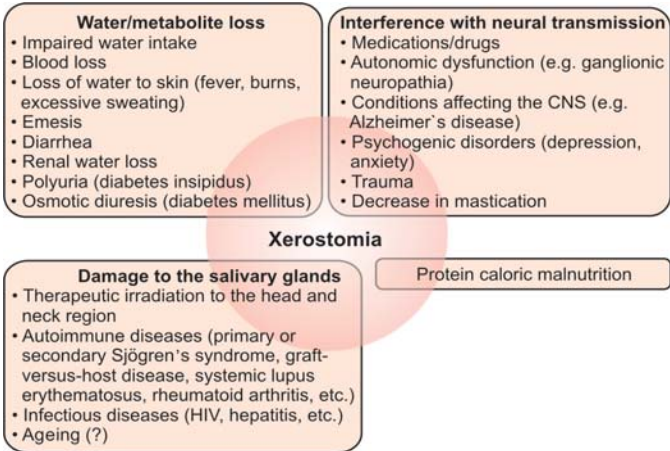 Water/metabolite loss
• Impaired water intake
• Blood loss
• Loss of water to skin (fever, burns,
excessive sweating)
• Emesis
• Diarrhea
• Renal water loss
• Polyuria (diabetes insipidus)
• Osmotic diuresis (diabetes mellitus)
Interference with neural transmission
• Medications/drugs
• Autonomic dysfunction (e.g. ganglionic
neuropathia)
• Conditions affecting the CNS (e.g.
Alzheimer`s disease)
• Psychogenic disorders (depression,
anxiety)
• Trauma
• Decrease in mastication
Xerostomia
Damage to the salivary glands
• Therapeutic irradiation to the head and
neck region
• Autoimmune diseases (primary or
secondary Sjögren's syndrome, graft-
versus-host disease, systemic lupus
erythematosus, rheumatoid arthritis, etc.)
• Infectious diseases (HIV, hepatitis, etc.)
• Ageing (?)
Protein caloric malnutrition